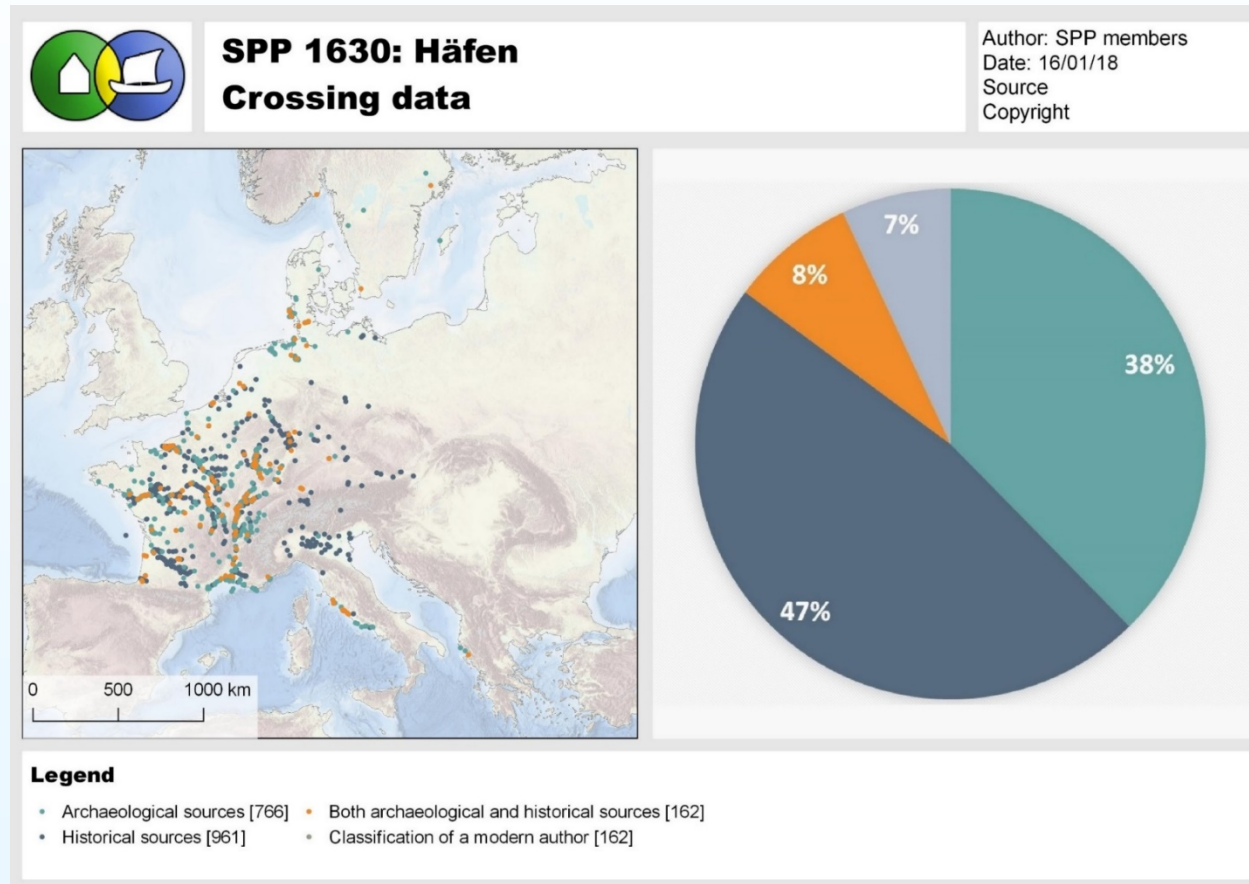 SPP 1630: Häfen
Crossing data
Author: SPP members
Date: 16/01/18
Source
Copyright
0 500 1000 km
7%
8%
38%
47%
Legend
Archaeological sources [766]
Both archaeological and historical sources [162]
Historical sources [961]
Classification of a modern author [162]